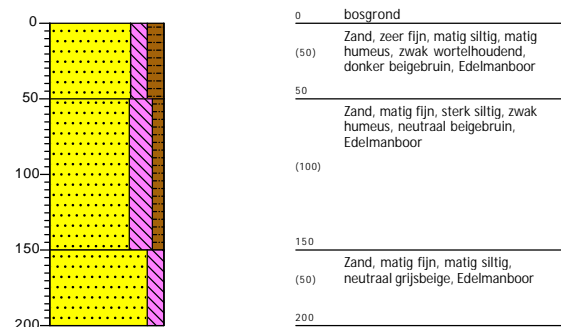 0
50
100
150
200
0 bosgrond
(50) Zand, zeer fijn, matig siltig, matig
humeus, zwak wortelhoudend,
donker beigebruin, Edelmanboor
50
Zand, matig fijn, sterk siltig, zwak
humeus, neutraal beigebruin,
Edelmanboor
(100)
150
Zand, matig fijn, matig siltig,
(50) neutraal grijsbeige, Edelmanboor
200